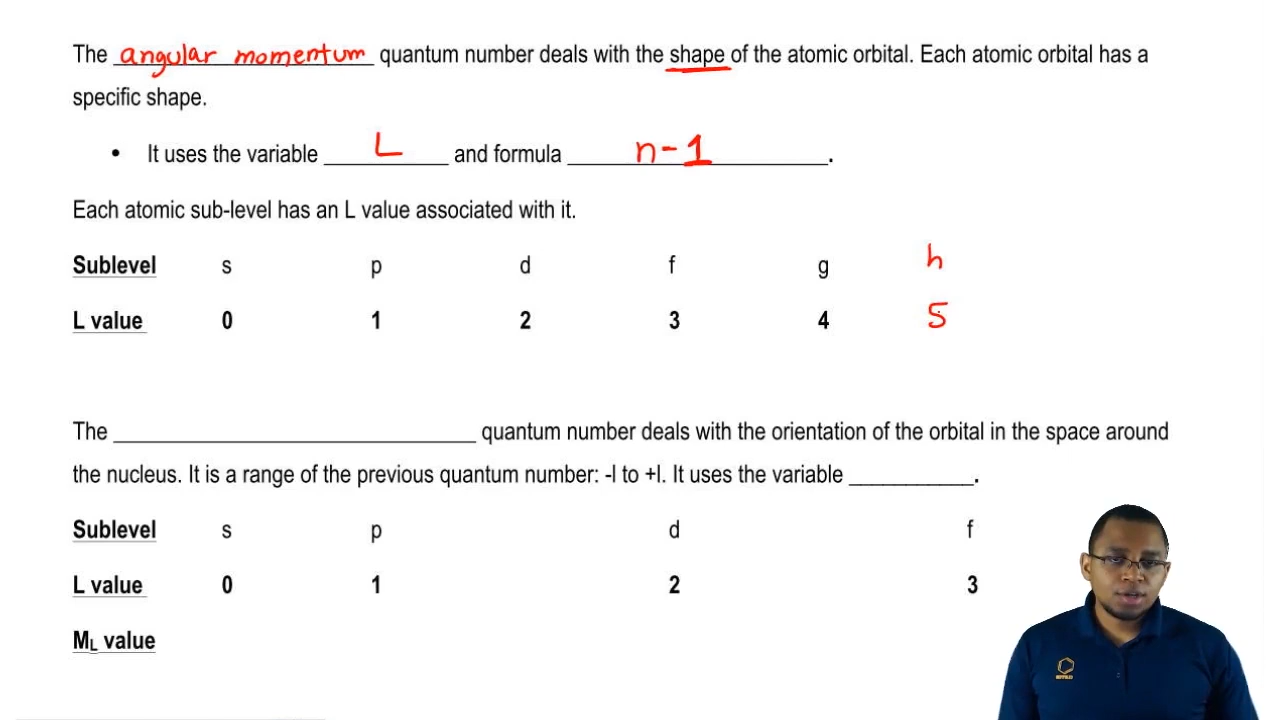 The angular momentum quantum number deals with the shape of the atomic orbital. Each atomic orbital has a
specific shape.
• It uses the variable L and formula n-1.
Each atomic sub-level has an L value associated with it.
Sublevel s p d f g h
L value 0 1 2 3 4 5
The ____________________________ quantum number deals with the orientation of the orbital in the space around
the nucleus. It is a range of the previous quantum number: -l to +l. It uses the variable __________.
Sublevel s p d f
L value 0 1 2 3
ML value